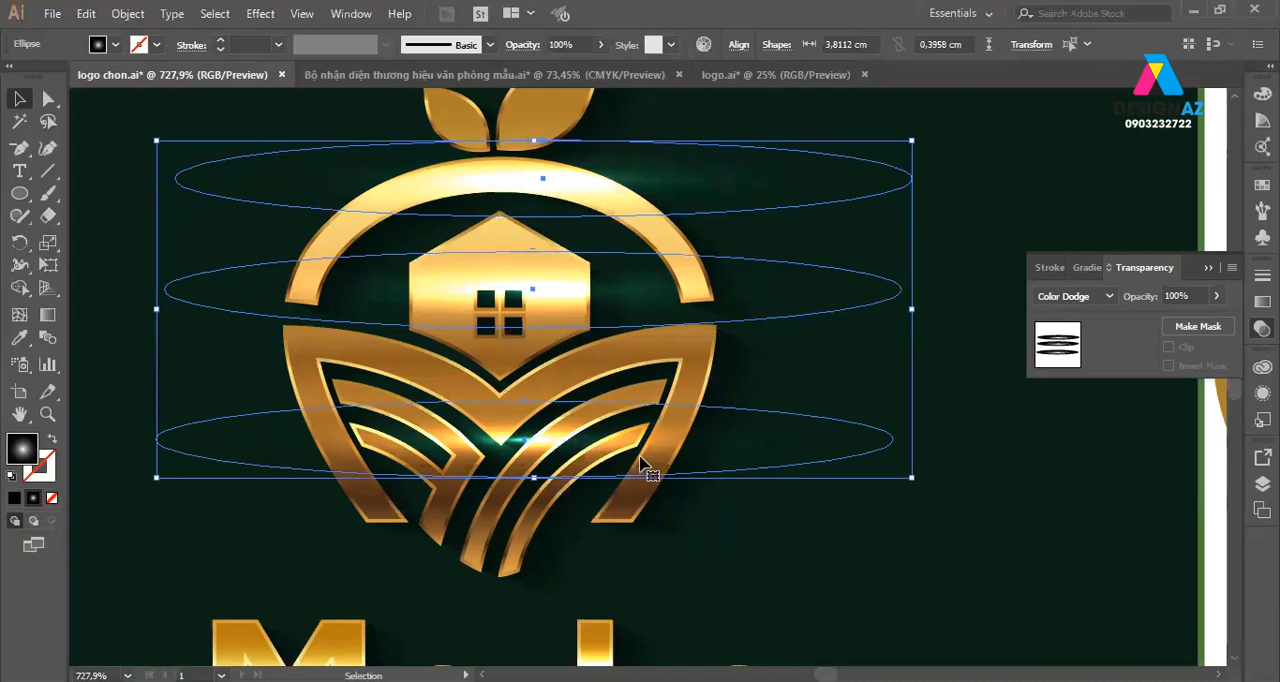 Ai File Edit Object Type Select Effect View Window Help Br St Essentials Search Adobe Stock
Ellipse Stroke: Basic Opacity: 100% Style: Align Shape: 3,8112 cm 0,3958 cm Transform
logo chon.ai* @ 727,9% (RGB/Preview) × Bộ nhận diện thương hiệu văn phòng mẫu.ai* @ 73,45% (CMYK/Preview) × logo.ai* @ 25% (RGB/Preview) ×
DESIGNAZ
0903232722
Stroke Gradie Transparency
Color Dodge Opacity: 100%
Make Mask
Clip
Invert Mask
727,9% 1 Selection